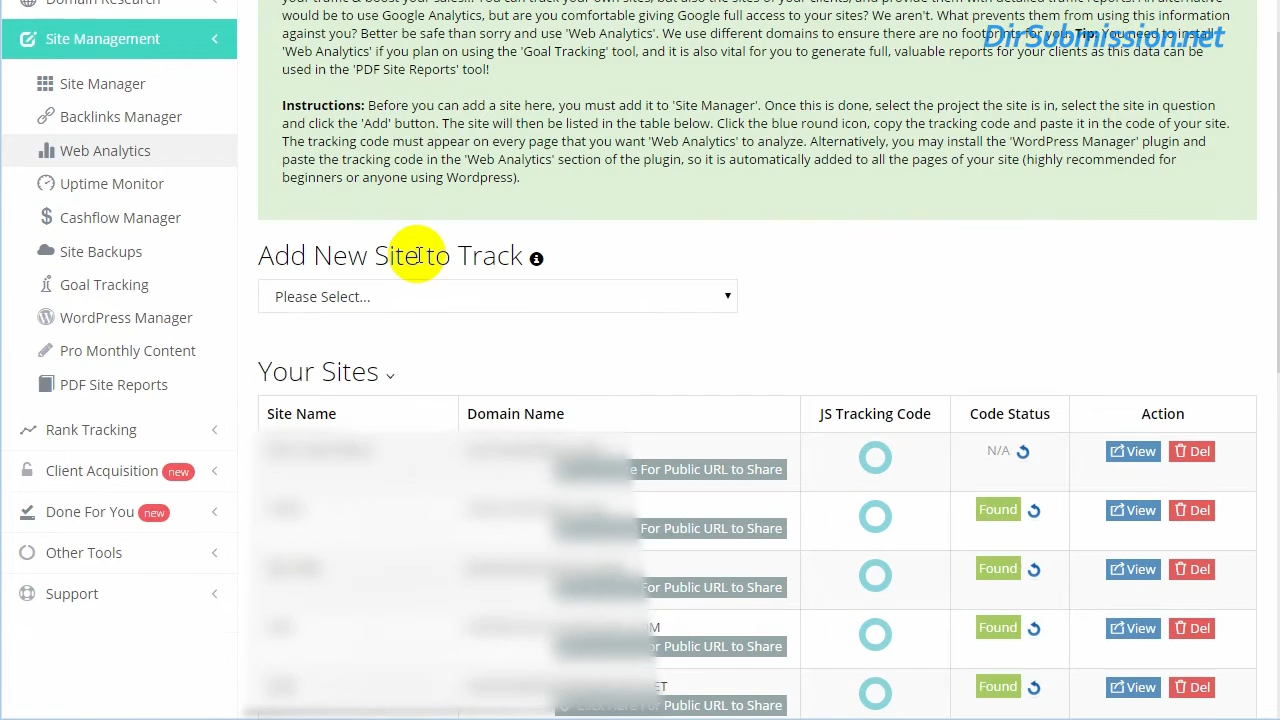 Domain Research
Site Management
Site Manager
Backlinks Manager
Web Analytics
Uptime Monitor
Cashflow Manager
Site Backups
Goal Tracking
WordPress Manager
Pro Monthly Content
PDF Site Reports
Rank Tracking
Client Acquisition new
Done For You new
Other Tools
Support
DirSubmission.net
your traffic & boost your sales... You can track your own sites, but also the sites of your clients, and provide them with detailed traffic reports. An alternative
would be to use Google Analytics, but are you comfortable giving Google full access to your sites? We aren't. What prevents them from using this information
against you? Better be safe than sorry and use 'Web Analytics'. We use different domains to ensure there are no footprints for you. Tip: You need to install
'Web Analytics' if you plan on using the 'Goal Tracking' tool, and it is also vital for you to generate full, valuable reports for your clients as this data can be
used in the 'PDF Site Reports' tool!
Instructions: Before you can add a site here, you must add it to 'Site Manager'. Once this is done, select the project the site is in, select the site in question
and click the 'Add' button. The site will then be listed in the table below. Click the blue round icon, copy the tracking code and paste it in the code of your site.
The tracking code must appear on every page that you want 'Web Analytics' to analyze. Alternatively, you may install the 'WordPress Manager' plugin and
paste the tracking code in the 'Web Analytics' section of the plugin, so it is automatically added to all the pages of your site (highly recommended for
beginners or anyone using Wordpress).
Add New Site to Track
Please Select...
Your Sites
Site Name Domain Name JS Tracking Code Code Status Action
N/A View Del
For Public URL to Share
Found View Del
For Public URL to Share
Found View Del
For Public URL to Share
Found View Del
For Public URL to Share
Found View Del
Click Here For Public URL to Share